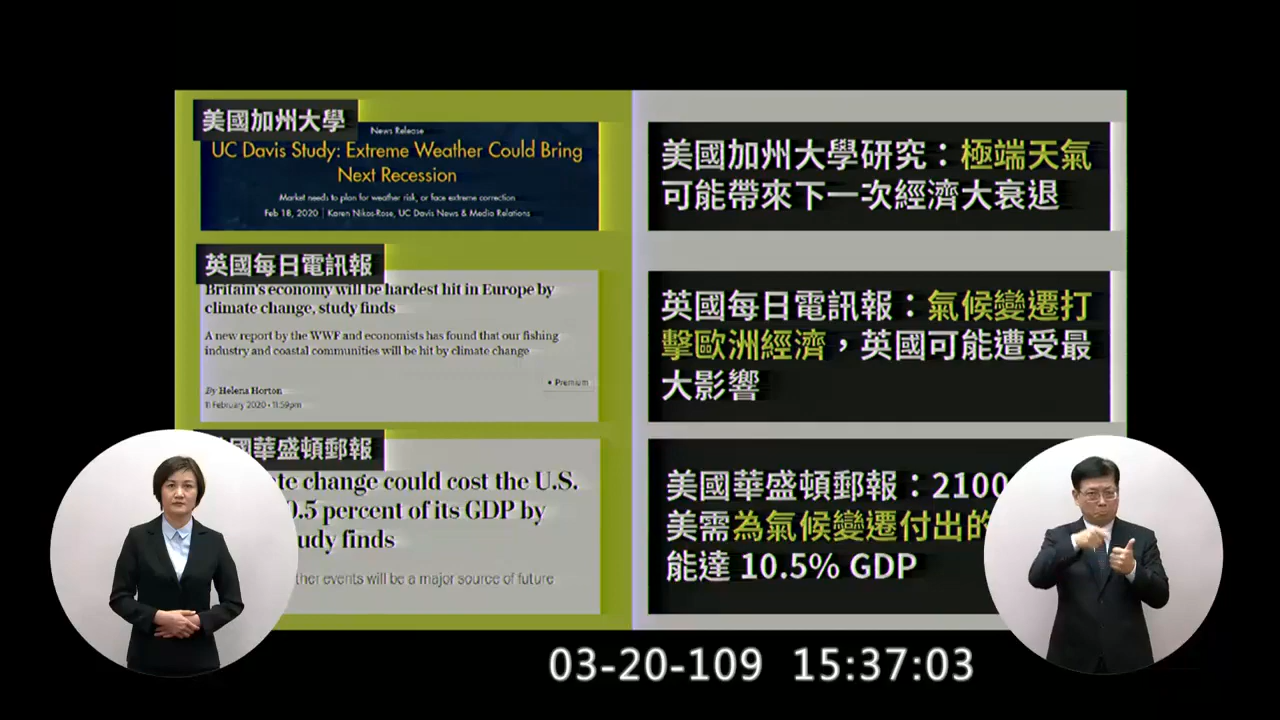 美國加州大學
News Release
UC Davis Study: Extreme Weather Could Bring
Next Recession
Market needs to plan for weather risk, or face extreme correction
Feb 18, 2020 | Karen Nikos-Rose, UC Davis News & Media Relations
美國加州大學研究：極端天氣
可能帶來下一次經濟大衰退
英國每日電訊報
Britain's economy will be hardest hit in Europe by
climate change, study finds
A new report by the WWF and economists has found that our fishing
industry and coastal communities will be hit by climate change
• Premium
By Helena Horton
11 February 2020 • 11:59pm
英國每日電訊報：氣候變遷打
擊歐洲經濟，英國可能遭受最
大影響
國華盛頓郵報
change could cost the U.S.
0.5 percent of its GDP by
study finds
events will be a major source of future
美國華盛頓郵報：2100
美需為氣候變遷付出的
能達 10.5% GDP
03-20-109 15:37:03